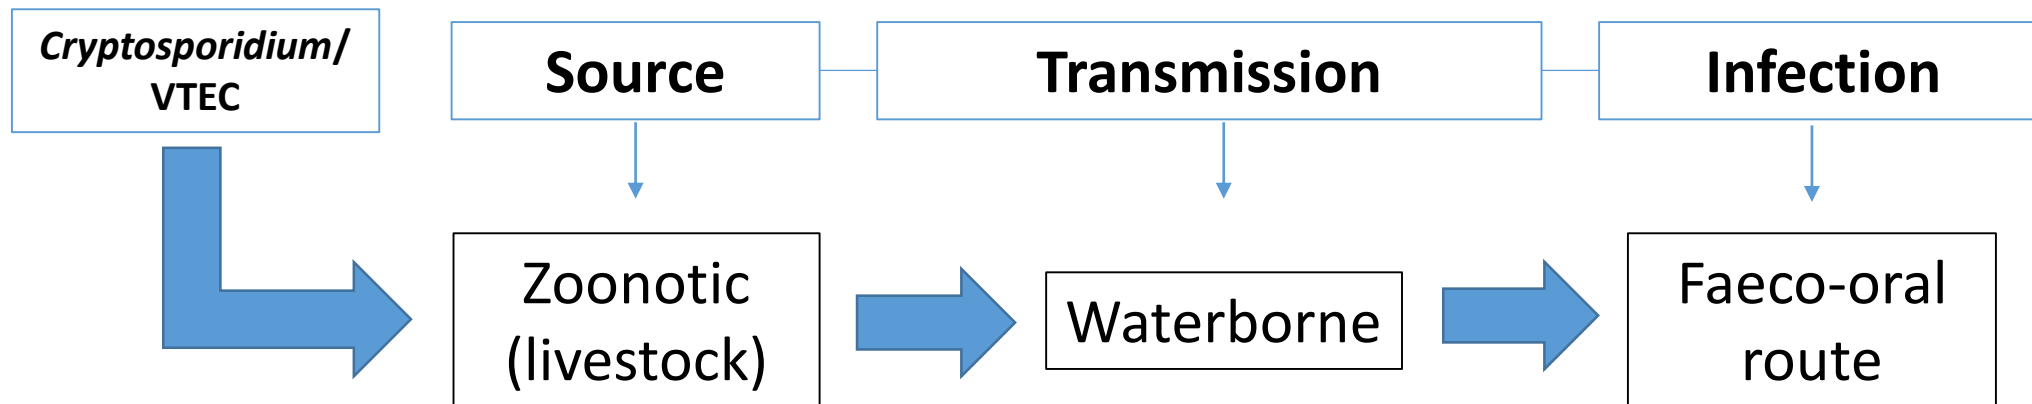 Cryptosporidium/
VTEC
Source
Transmission
Infection
Zoonotic
(livestock)
Waterborne
Faeco-oral
route